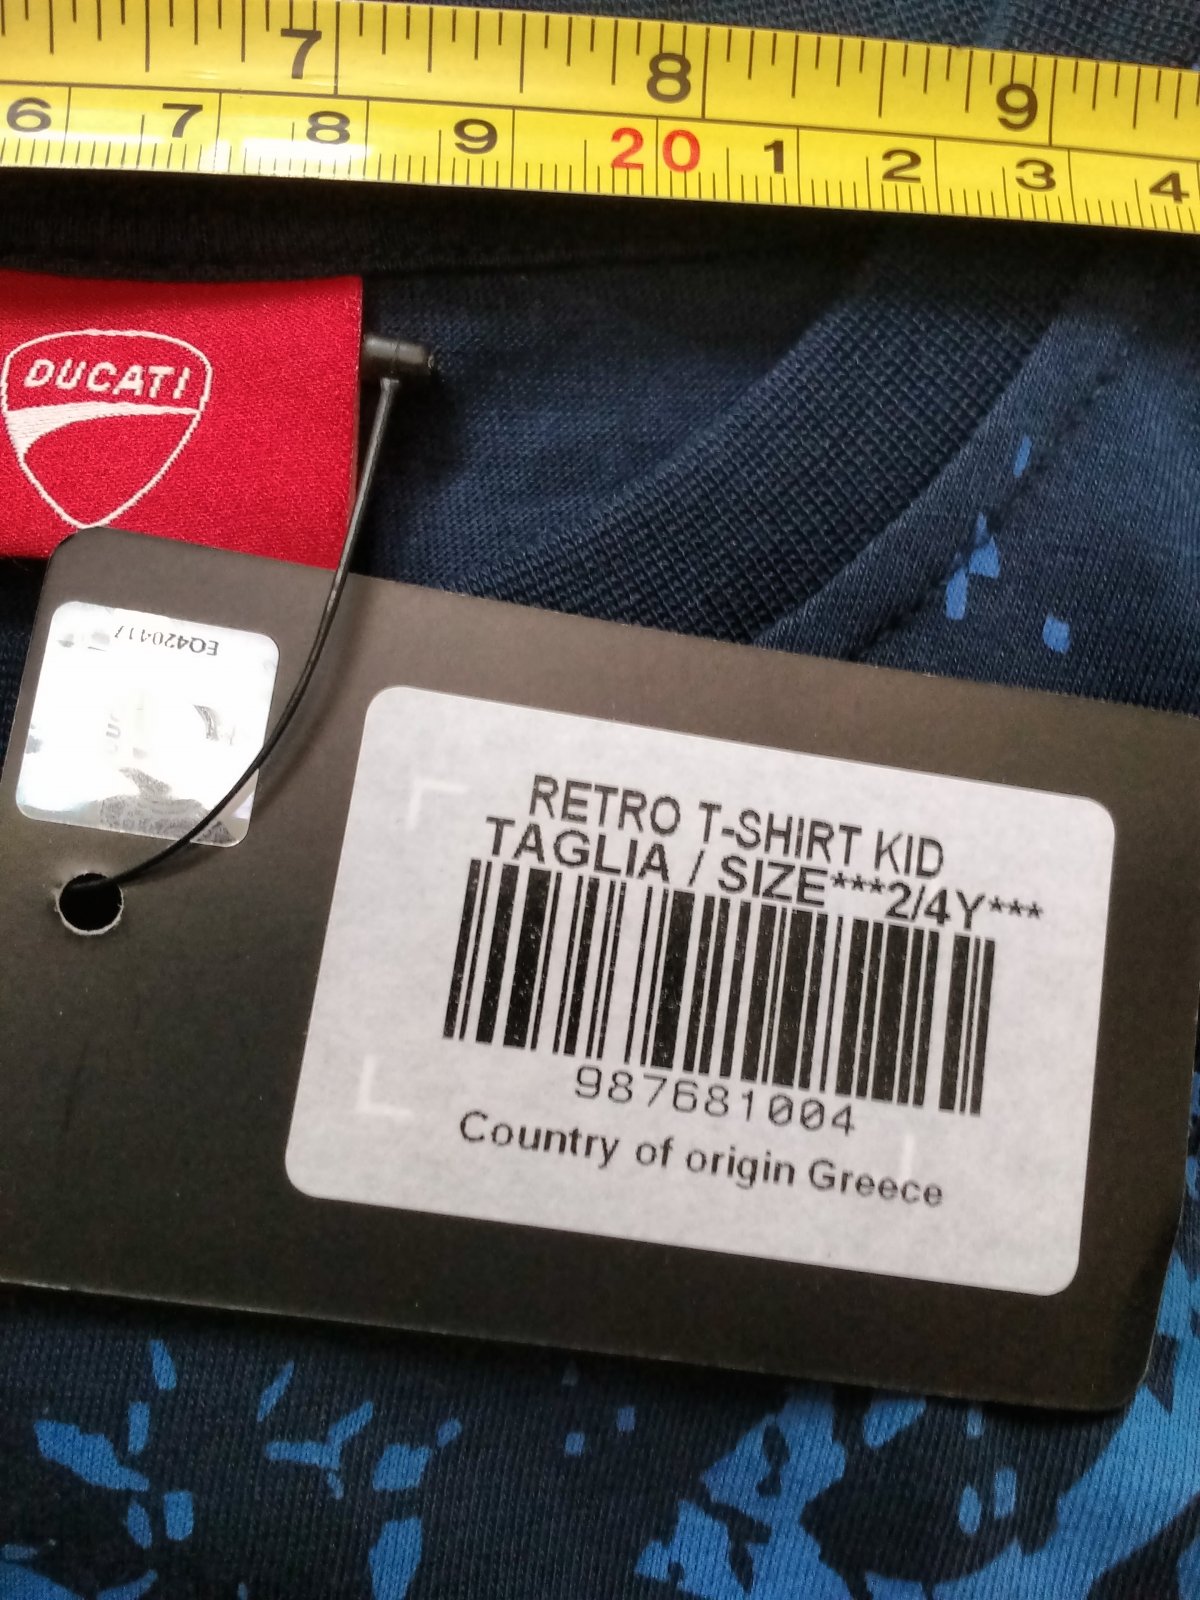 7 8 9
6 7 8 9 20 1 2 3 4
DUCATI
EQ420417
RETRO T-SHIRT KID
TAGLIA / SIZE***2/4Y***
987681004
Country of origin Greece